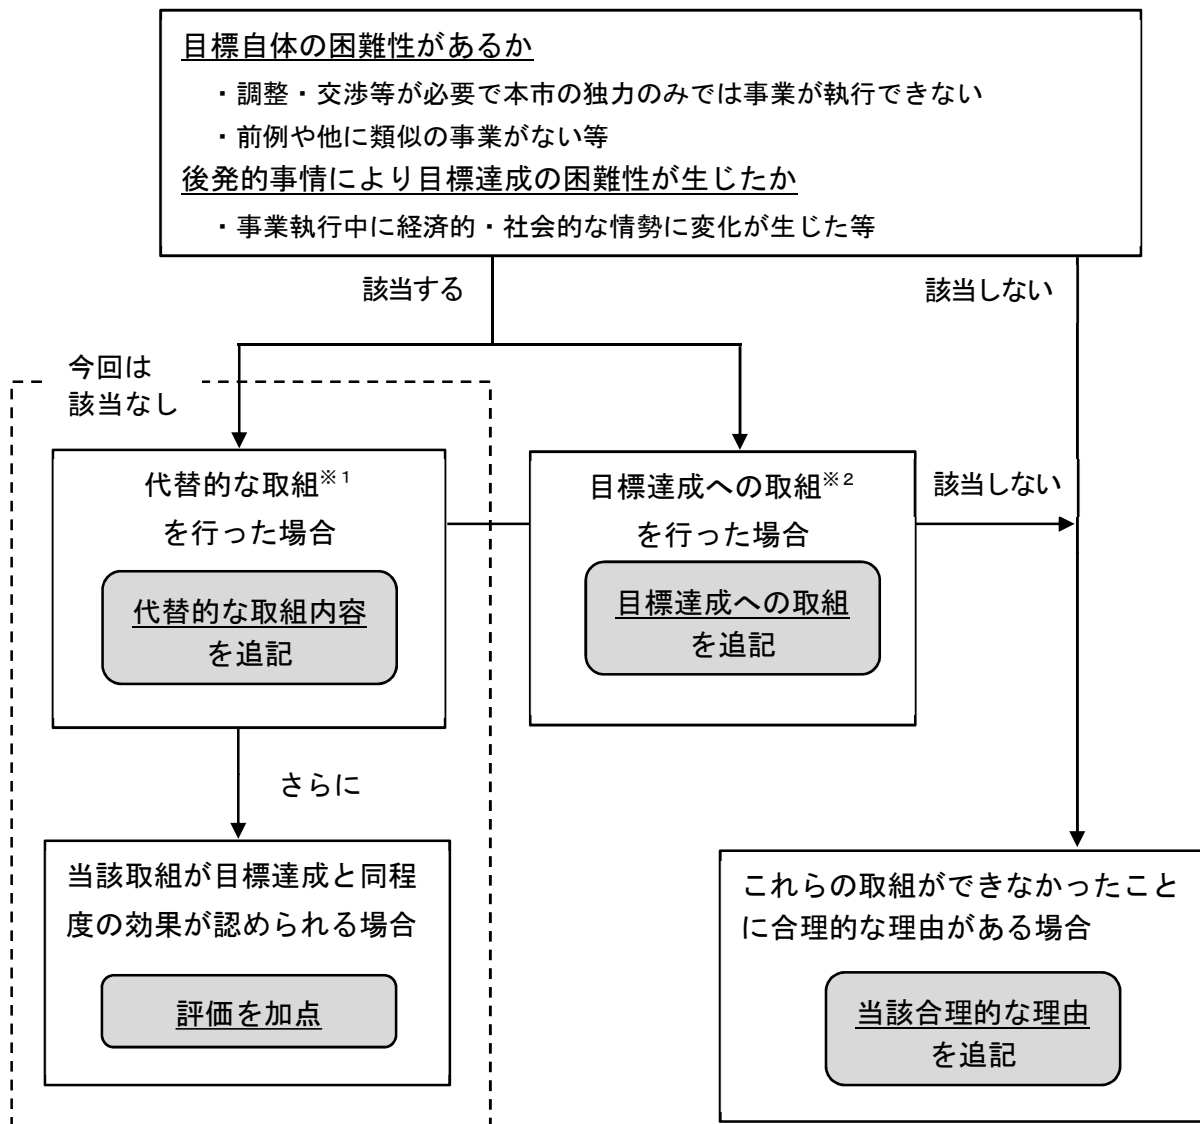 目標自体の困難性があるか
・調整・交渉等が必要で本市の独力のみでは事業が執行できない
・前例や他に類似の事業がない等
後発的事情により目標達成の困難性が生じたか
・事業執行中に経済的・社会的な情勢に変化が生じた等
該当する
該当しない
今回は
該当なし
代替的な取組※1
を行った場合
代替的な取組内容
を追記
目標達成への取組※2
を行った場合
目標達成への取組
を追記
該当しない
さらに
当該取組が目標達成と同程
度の効果が認められる場合
評価を加点
これらの取組ができなかったこと
に合理的な理由がある場合
当該合理的な理由
を追記